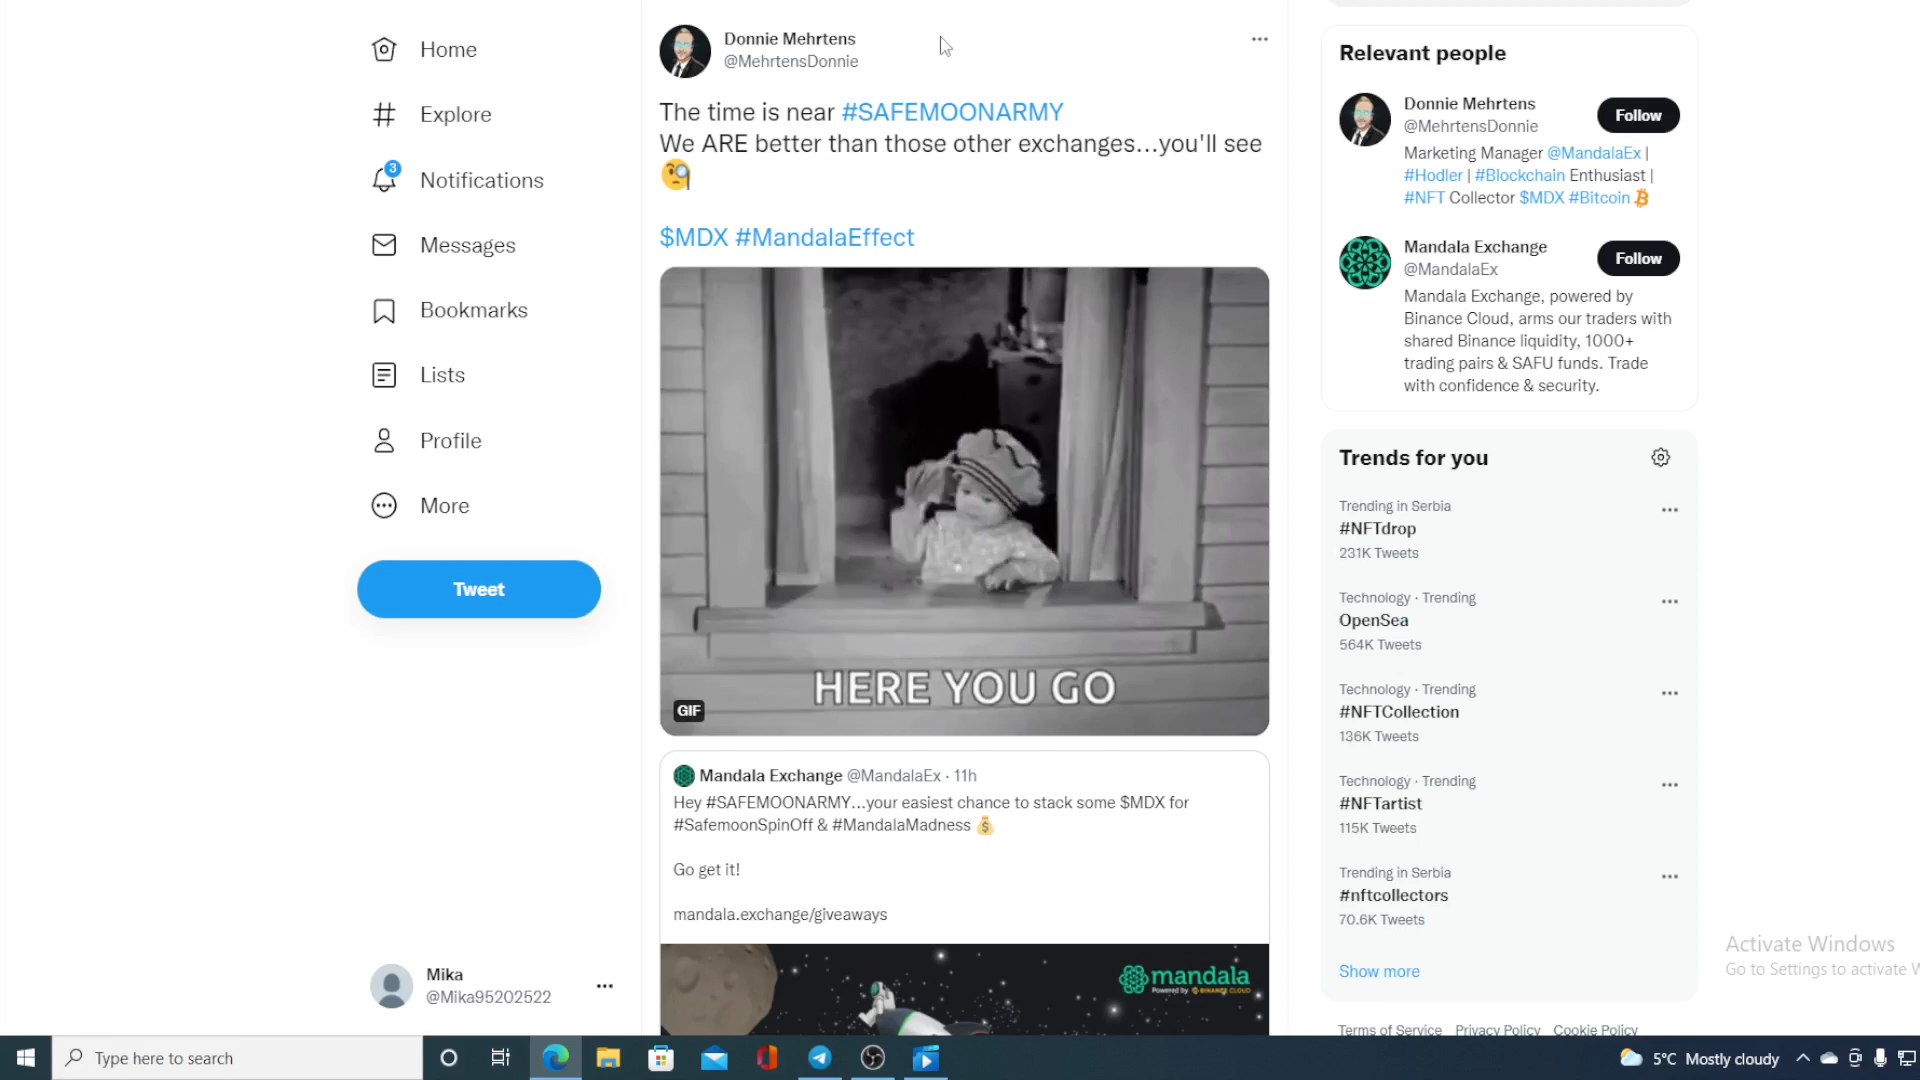 Home
Explore
3
Notifications
Messages
Bookmarks
Lists
Profile
More
Tweet
Mika
@Mika95202522
Donnie Mehrtens
@MehrtensDonnie
The time is near #SAFEMOONARMY
We ARE better than those other exchanges...you'll see
$MDX #MandalaEffect
HERE YOU GO
GIF
Mandala Exchange @MandalaEx · 11h
Hey #SAFEMOONARMY...your easiest chance to stack some $MDX for
#SafemoonSpinOff & #MandalaMadness
Go get it!
mandala.exchange/giveaways
mandala
Powered by BINANCE CLOUD
Relevant people
Donnie Mehrtens
@MehrtensDonnie
Follow
Marketing Manager @MandalaEx |
#Hodler | #Blockchain Enthusiast |
#NFT Collector $MDX #Bitcoin
Mandala Exchange
@MandalaEx
Follow
Mandala Exchange, powered by
Binance Cloud, arms our traders with
shared Binance liquidity, 1000+
trading pairs & SAFU funds. Trade
with confidence & security.
Trends for you
Trending in Serbia
#NFTdrop
231K Tweets
Technology · Trending
OpenSea
564K Tweets
Technology · Trending
#NFTCollection
136K Tweets
Technology · Trending
#NFTartist
115K Tweets
Trending in Serbia
#nftcollectors
70.6K Tweets
Show more
Terms of Service Privacy Policy Cookie Policy
Activate Windows
Go to Settings to activate W
Type here to search
5°C Mostly cloudy